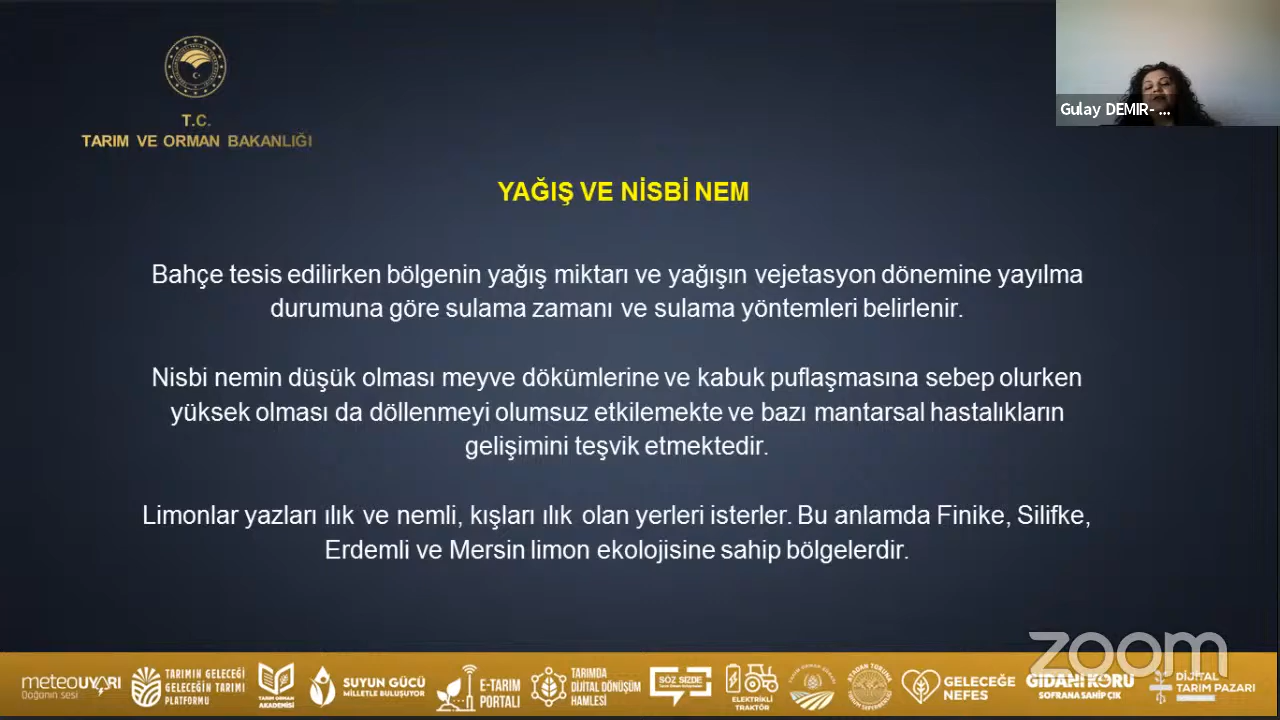 T.C.
TARIM VE ORMAN BAKANLIĞI
Gulay DEMIR- ...
YAĞIŞ VE NİSBİ NEM
Bahçe tesis edilirken bölgenin yağış miktarı ve yağışın vejetasyon dönemine yayılma
durumuna göre sulama zamanı ve sulama yöntemleri belirlenir.
Nisbi nemin düşük olması meyve dökümlerine ve kabuk puflaşmasına sebep olurken
yüksek olması da döllenmeyi olumsuz etkilemekte ve bazı mantarsal hastalıkların
gelişimini teşvik etmektedir.
Limonlar yazları ılık ve nemli, kışları ılık olan yerleri isterler. Bu anlamda Finike, Silifke,
Erdemli ve Mersin limon ekolojisine sahip bölgelerdir.
zoom
meteoUYARI
Doğanın sesi
TARIMIN GELECEĞİ
GELECEĞİN TARIMI
PLATFORMU
TARIM ORMAN
AKADEMİSİ
SUYUN GÜCÜ
MİLLETLE BULUŞUYOR
E-TARIM
PORTALI
TARIMDA
DİJİTAL DÖNÜŞÜM
HAMLESİ
SÖZ SİZDE
ELEKTRİKLİ
TRAKTÖR
GELECEĞE
NEFES
GIDANI KORU
SOFRANA SAHİP ÇIK
DİJİTAL
TARIM PAZARI